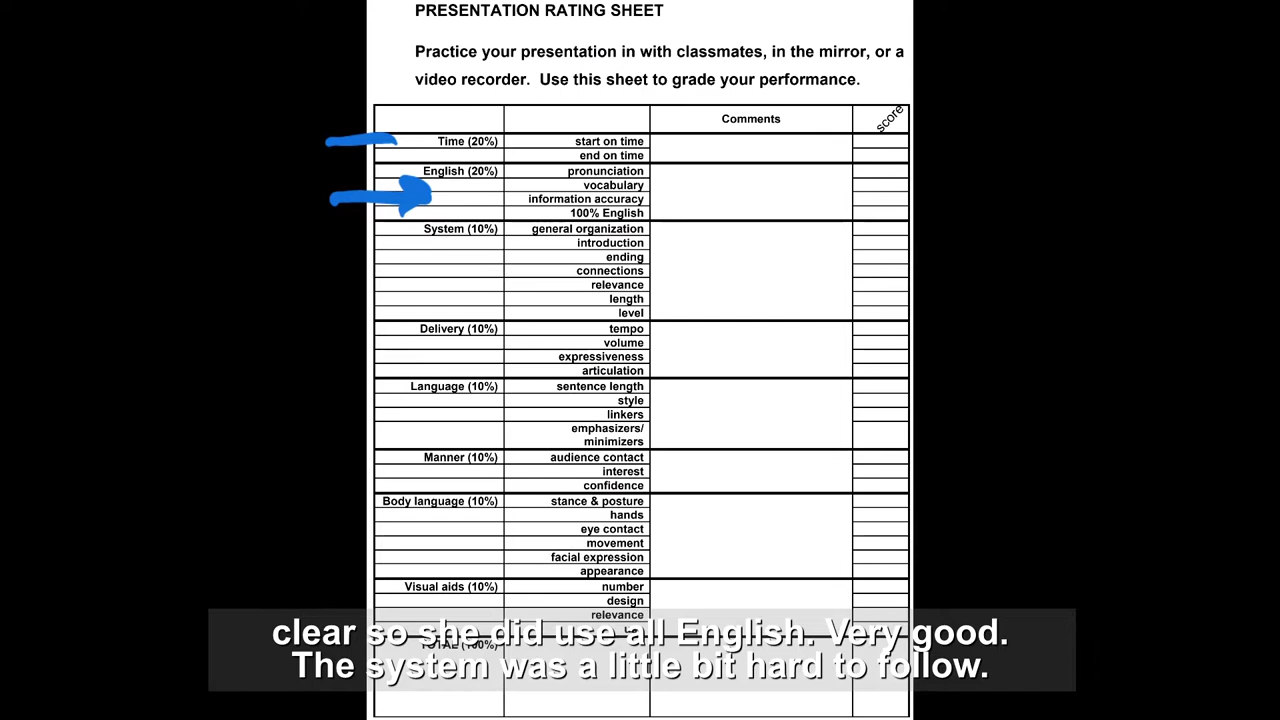 PRESENTATION RATING SHEET
Practice your presentation in with classmates, in the mirror, or a
video recorder. Use this sheet to grade your performance.
Comments score
Time (20%) start on time
end on time
English (20%) pronunciation
vocabulary
information accuracy
100% English
System (10%) general organization
introduction
ending
connections
relevance
length
level
Delivery (10%) tempo
volume
expressiveness
articulation
Language (10%) sentence length
style
linkers
emphasizers/
minimizers
Manner (10%) audience contact
interest
confidence
Body language (10%) stance & posture
hands
eye contact
movement
facial expression
appearance
Visual aids (10%) number
design
relevance
TOTAL (100%)
clear so she did use all English. Very good.
The system was a little bit hard to follow.